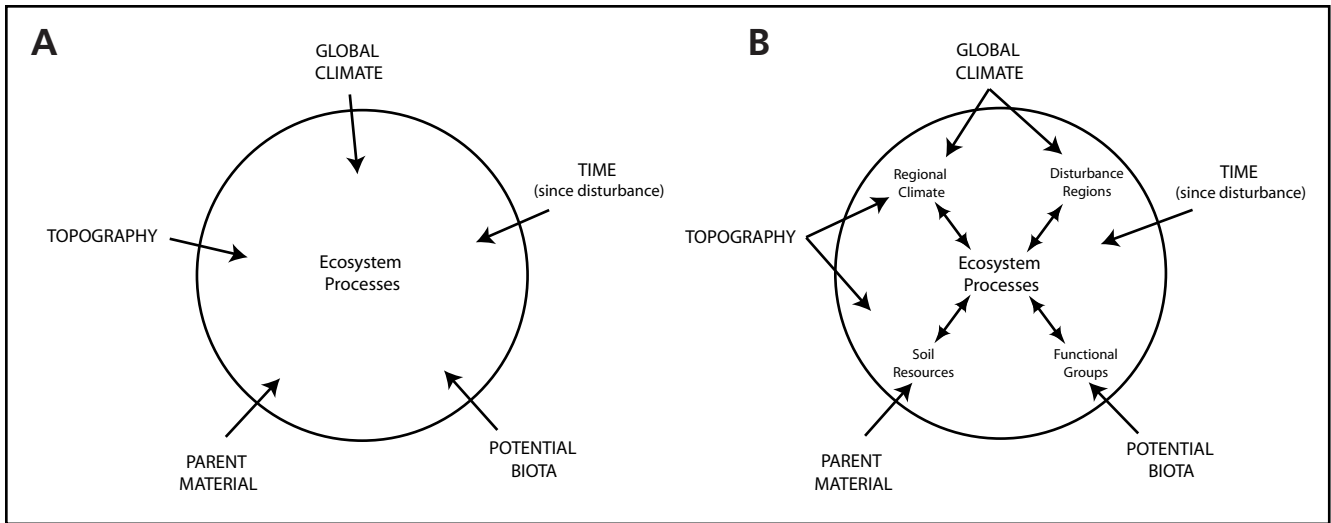 A
GLOBAL
CLIMATE
TIME
(since disturbance)
TOPOGRAPHY
Ecosystem
Processes
PARENT
MATERIAL
POTENTIAL
BIOTA
B
GLOBAL
CLIMATE
Regional
Climate
Disturbance
Regions
TIME
(since disturbance)
TOPOGRAPHY
Ecosystem
Processes
Soil
Resources
Functional
Groups
PARENT
MATERIAL
POTENTIAL
BIOTA